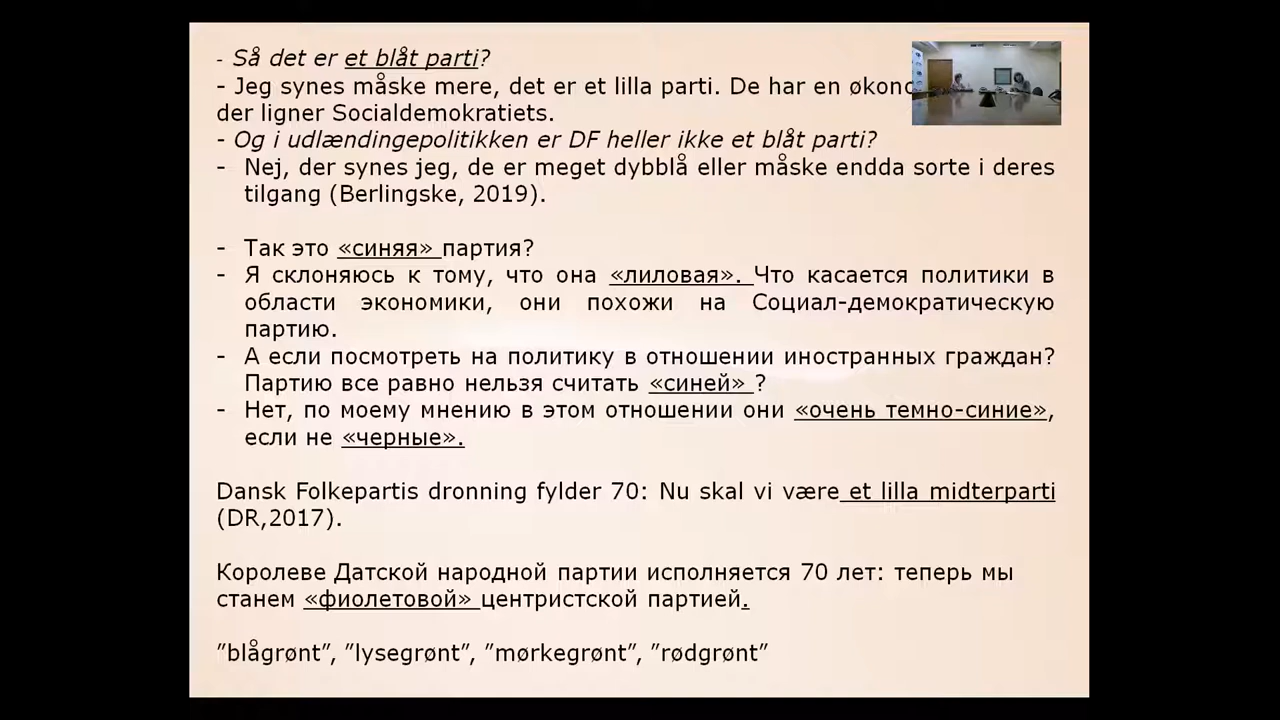 - Så det er et blåt parti?
- Jeg synes måske mere, det er et lilla parti. De har en
der ligner Socialdemokratiets.
- Og i udlændingepolitikken er DF heller ikke et blåt parti?
- Nej, der synes jeg, de er meget dybblå eller måske endda sorte i deres
tilgang (Berlingske, 2019).
- Так это «синяя» партия?
- Я склоняюсь к тому, что она «лиловая». Что касается политики в
области экономики, они похожи на Социал-демократическую
партию.
- А если посмотреть на политику в отношении иностранных граждан?
Партию все равно нельзя считать «синей» ?
- Нет, по моему мнению в этом отношении они «очень темно-синие»,
если не «черные».
Dansk Folkepartis dronning fylder 70: Nu skal vi være et lilla midterparti
(DR,2017).
Королеве Датской народной партии исполняется 70 лет: теперь мы
станем «фиолетовой» центристской партией.
”blågrønt”, ”lysegrønt”, ”mørkegrønt”, ”rødgrønt”